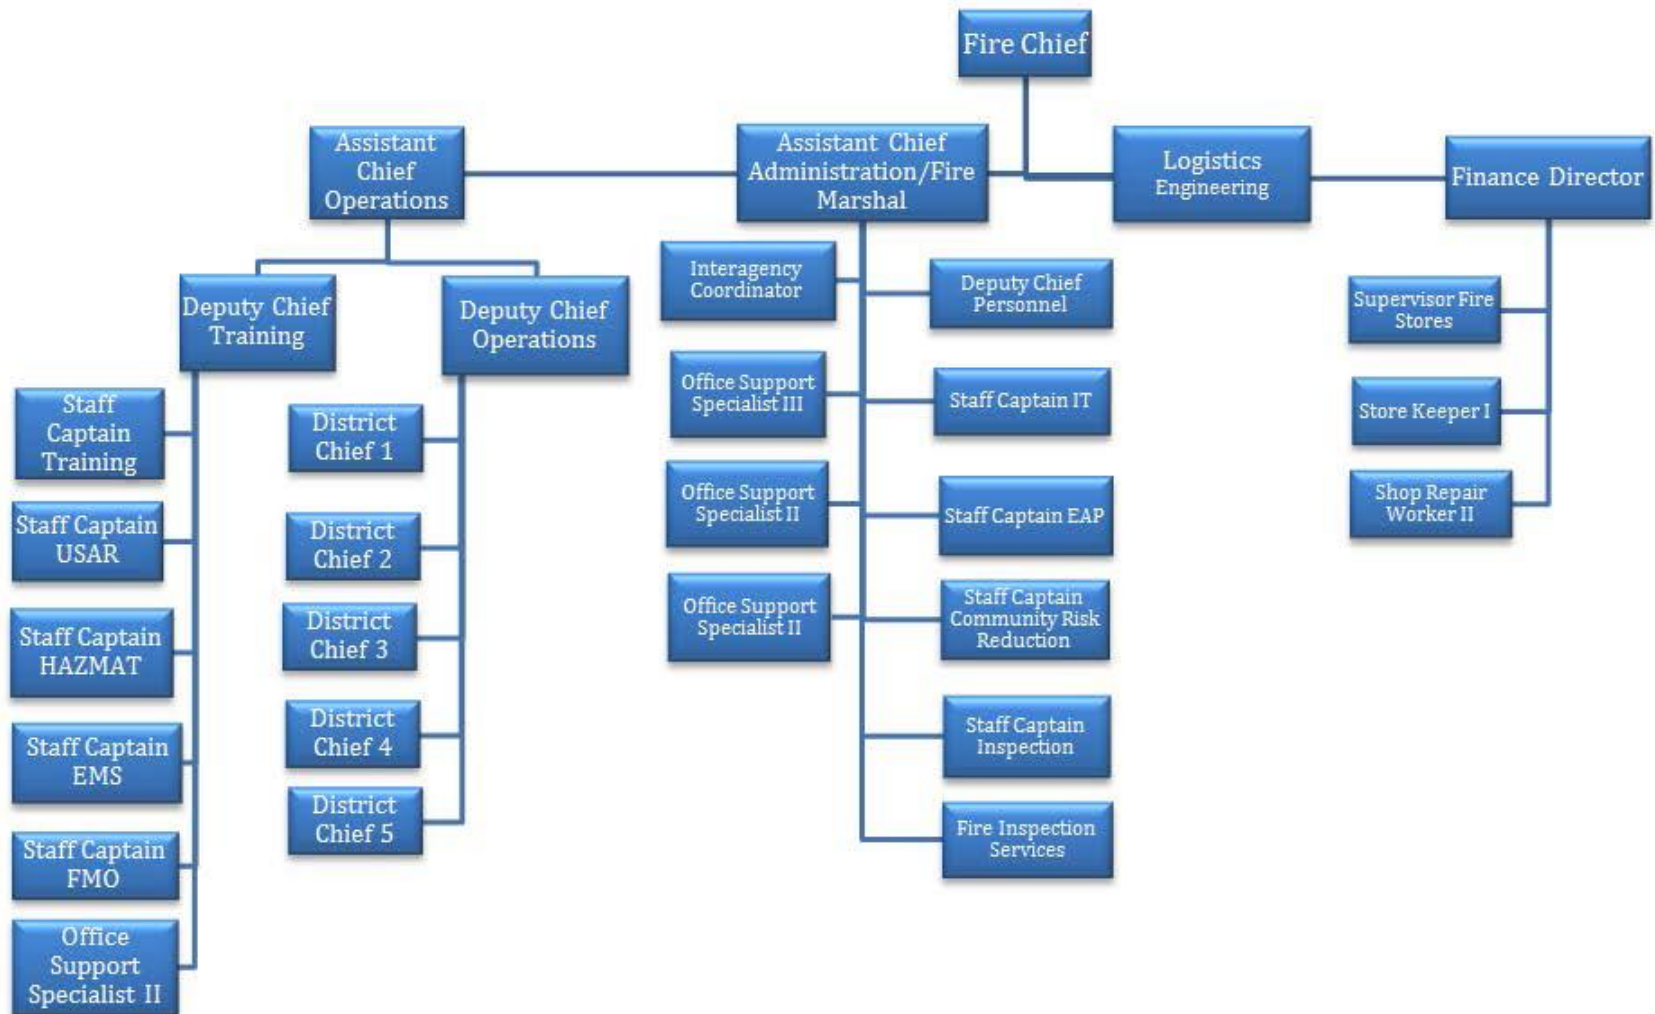 Fire Chief
Assistant
Chief
Operations
Assistant Chief
Administration/Fire
Marshal
Logistics
Engineering
Finance Director
Deputy Chief
Training
Deputy Chief
Operations
Staff
Captain
Training
Staff Captain
USAR
Staff Captain
HAZMAT
Staff Captain
EMS
Staff Captain
FMO
Office
Support
Specialist II
District
Chief 1
District
Chief 2
District
Chief 3
District
Chief 4
District
Chief 5
Interagency
Coordinator
Office Support
Specialist III
Office Support
Specialist II
Office Support
Specialist II
Deputy Chief
Personnel
Staff Captain IT
Staff Captain EAP
Staff Captain
Community Risk
Reduction
Staff Captain
Inspection
Fire Inspection
Services
Supervisor Fire
Stores
Store Keeper I
Shop Repair
Worker II